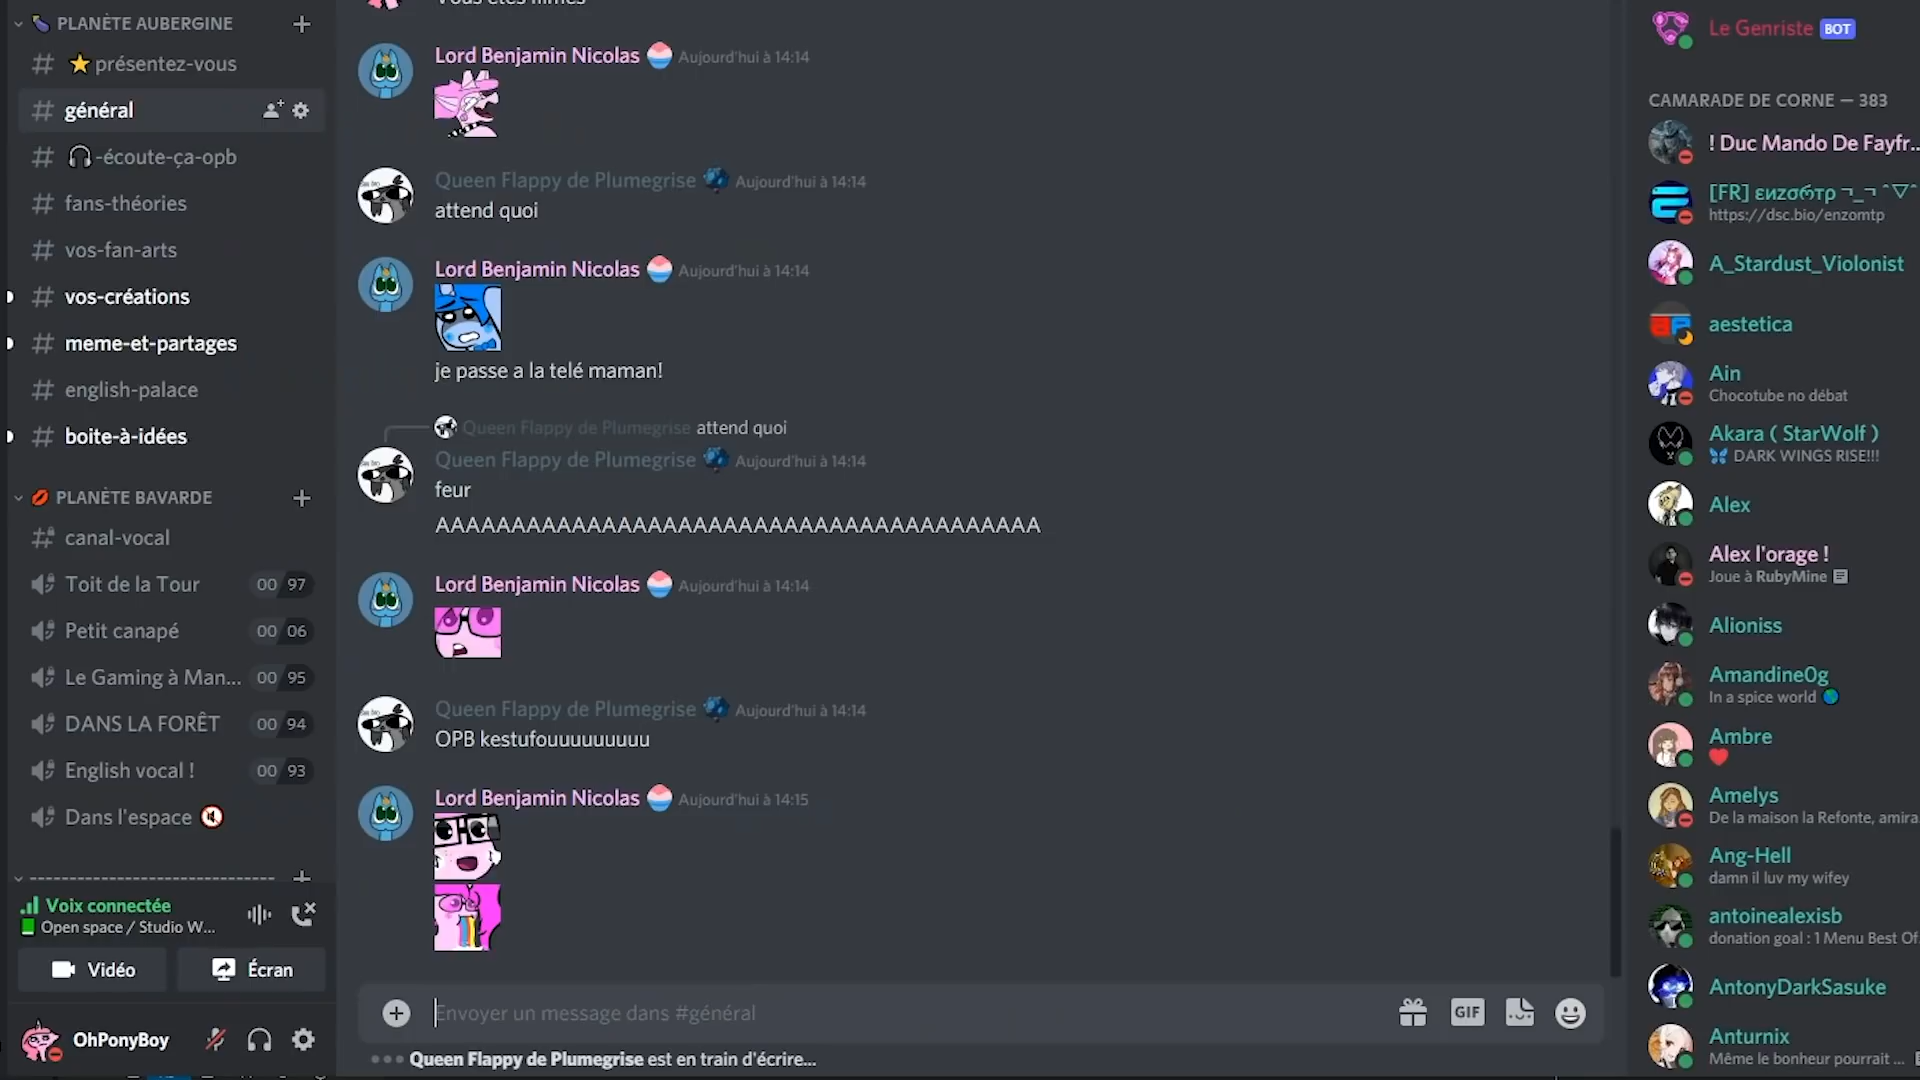 PLANÈTE AUBERGINE
présentez-vous
général
-écoute-ça-opb
fans-théories
vos-fan-arts
vos-créations
meme-et-partages
english-palace
boite-à-idées
PLANÈTE BAVARDE
canal-vocal
Toit de la Tour 00 97
Petit canapé 00 06
Le Gaming à Man... 00 95
DANS LA FORÊT 00 94
English vocal ! 00 93
Dans l'espace
Voix connectée
Open space / Studio W...
Vidéo
Écran
OhPonyBoy
Vous êtes filmés
Lord Benjamin Nicolas Aujourd'hui à 14:14
Queen Flappy de Plumegrise Aujourd'hui à 14:14
attend quoi
Lord Benjamin Nicolas Aujourd'hui à 14:14
je passe a la telé maman!
Queen Flappy de Plumegrise attend quoi
Queen Flappy de Plumegrise Aujourd'hui à 14:14
feur
AAAAAAAAAAAAAAAAAAAAAAAAAAAAAAAAAAAAAAAA
Lord Benjamin Nicolas Aujourd'hui à 14:14
Queen Flappy de Plumegrise Aujourd'hui à 14:14
OPB kestufouuuuuuuuuu
Lord Benjamin Nicolas Aujourd'hui à 14:15
Envoyer un message dans #général
GIF
Queen Flappy de Plumegrise est en train d'écrire...
Le Genriste BOT
CAMARADE DE CORNE — 383
! Duc Mando De Fayfr...
[FR]
https://dsc.bio/enzomtp
A_Stardust_Violonist
aestetica
Ain
Chocotube no débat
Akara ( StarWolf )
DARK WINGS RISE!!!
Alex
Alex l'orage !
Joue à RubyMine
Alioniss
Amandine0g
In a spice world
Ambre
Amelys
De la maison la Refonte, amira
Ang-Hell
damn il luv my wifey
antoinealexisb
donation goal : 1 Menu Best Of
AntonyDarkSasuke
Anturnix
Même le bonheur pourrait ...